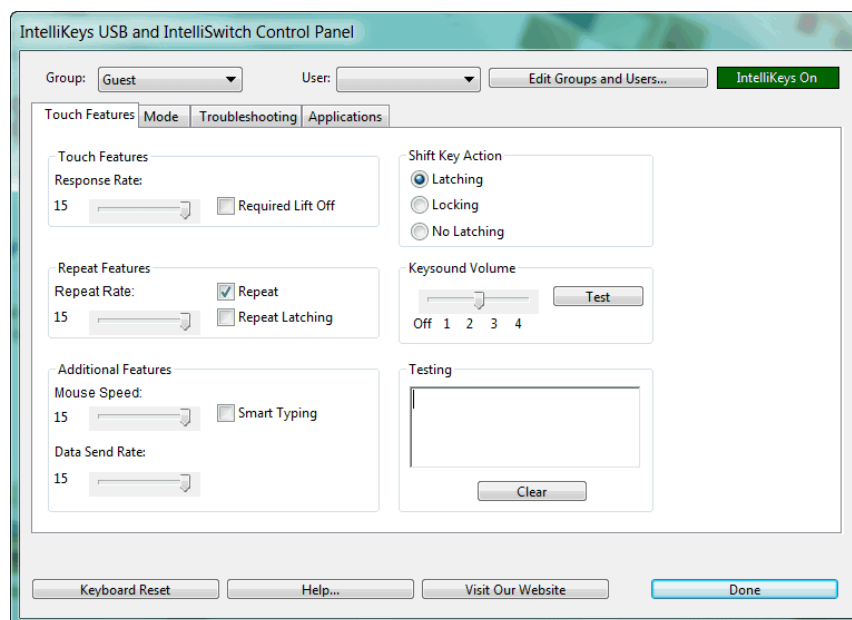 IntelliKeys USB and IntelliSwitch Control Panel
Group: Guest User: Edit Groups and Users... IntelliKeys On
Touch Features Mode Troubleshooting Applications
Touch Features
Response Rate:
15 Required Lift Off
Shift Key Action
Latching
Locking
No Latching
Repeat Features
Repeat Rate: Repeat
15 Repeat Latching
Keysound Volume
Test
Off 1 2 3 4
Additional Features
Mouse Speed:
15 Smart Typing
Data Send Rate:
15
Testing
Clear
Keyboard Reset Help... Visit Our Website Done